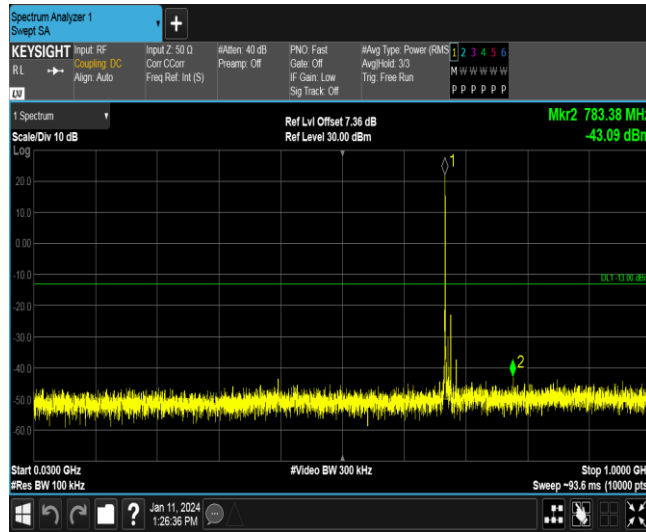 Spectrum Analyzer 1
Swept SA
+
KEYSIGHT Input: RF Input Z: 50 Ω #Atten: 40 dB PNO: Fast #Avg Type: Power (RMS 1 2 3 4 5 6
RL Coupling: DC Corr CCorr Preamp: Off Gate: Off Avg|Hold: 3/3 M W W W W W
Align: Auto Freq Ref: Int (S) IF Gain: Low Trig: Free Run
LXI Sig Track: Off P P P P P P
1 Spectrum Ref Lvl Offset 7.36 dB Mkr2 783.38 MHz
Scale/Div 10 dB Ref Level 30.00 dBm -43.09 dBm
Log
1
20.0
10.0
0.00
-10.0
DL1 -13.00 dBm
-20.0
-30.0
-40.0
2
-50.0
-60.0
Start 0.0300 GHz #Video BW 300 kHz Stop 1.0000 GH
#Res BW 100 kHz Sweep ~93.6 ms (10000 pts
? Jan 11, 2024
1:26:36 PM